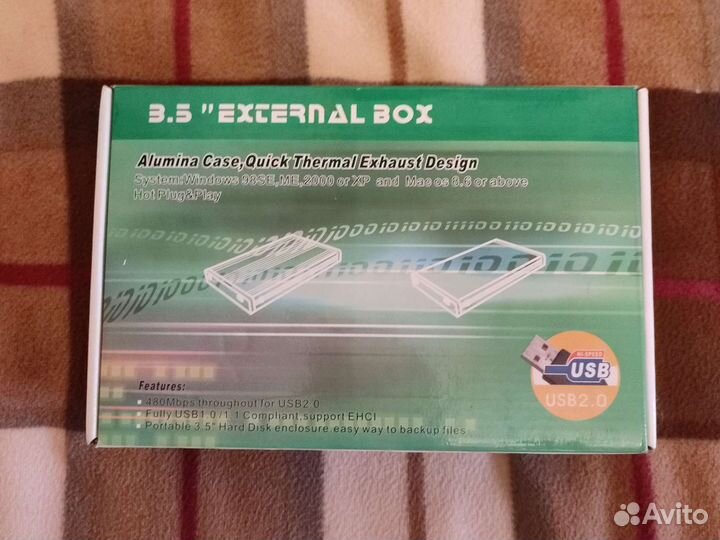 3.5" EXTERNAL BOX
Alumina Case,Quick Thermal Exhaust Design
System:Windows 98SE,ME,2000 or XP and Mac os 8.6 or above
Hot Plug&Play
Features:
480Mbps throughout for USB2.0
Fully USB1.0/1.1 Compliant,support EHCI
Portable 3.5" Hard Disk enclosure easy way to backup files
HI-SPEED
USB
USB2.0
Avito